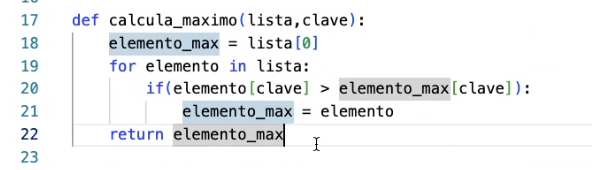 17 def calcula_maximo(lista,clave):
18 elemento_max = lista[0]
19 for elemento in lista:
20 if(elemento[clave] > elemento_max[clave]):
21 elemento_max = elemento
22 return elemento_max
23